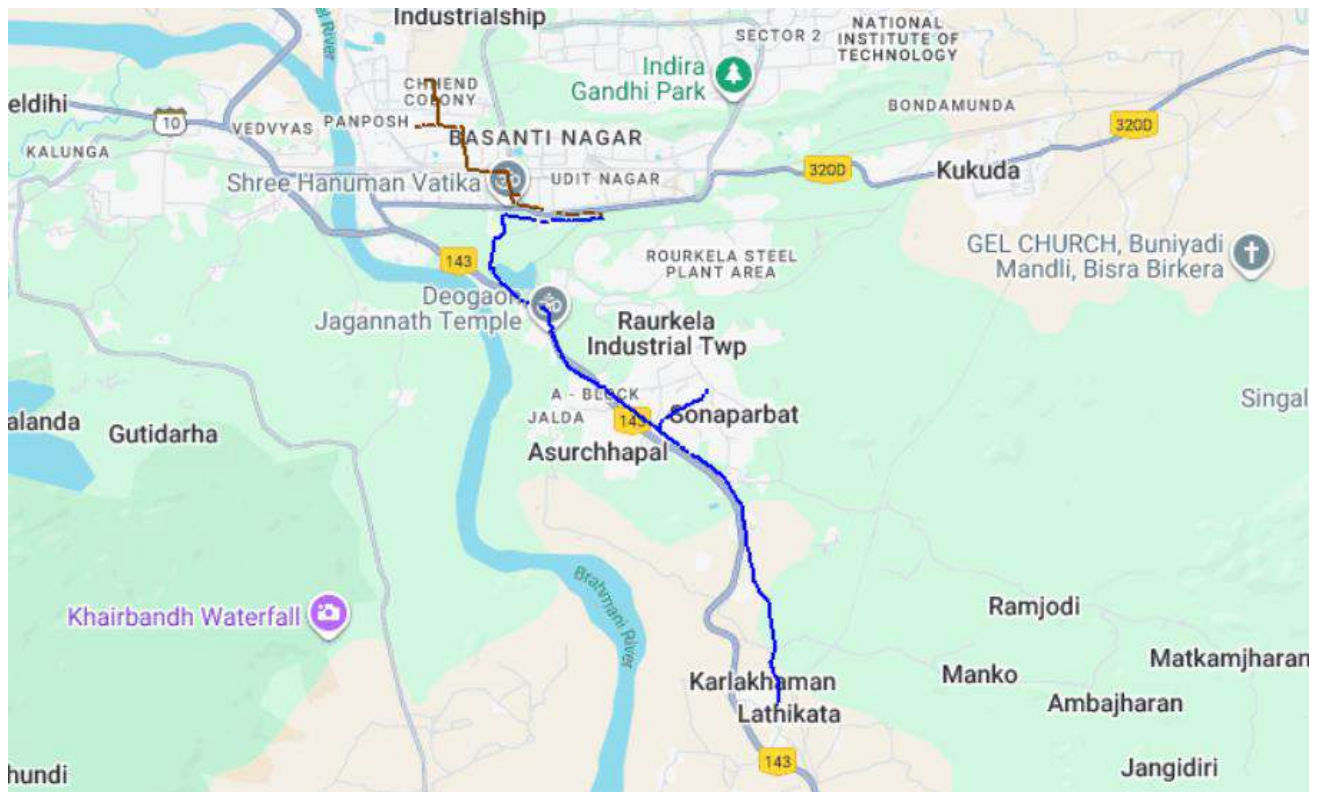 Industrialship
el River
SECTOR 2
NATIONAL
INSTITUTE OF
TECHNOLOGY
Indira
Gandhi Park
CHHEND
COLONY
eldihi
10
VEDVYAS
PANPOSH
BASANTI NAGAR
BONDAMUNDA
320D
KALUNGA
Shree Hanuman Vatika
UDIT NAGAR
320D
Kukuda
143
ROURKELA STEEL
PLANT AREA
GEL CHURCH, Buniyadi
Mandli, Bisra Birkera
Deogaon
Jagannath Temple
Raurkela
Industrial Twp
A - BLOCK
JALDA
143
Sonaparbat
Singal
alanda
Gutidarha
Asurchhapal
Brahmani River
Khairbandh Waterfall
Ramjodi
Karlakhaman
Manko
Matkamjharan
Lathikata
Ambajharan
143
Jangidiri
hundi